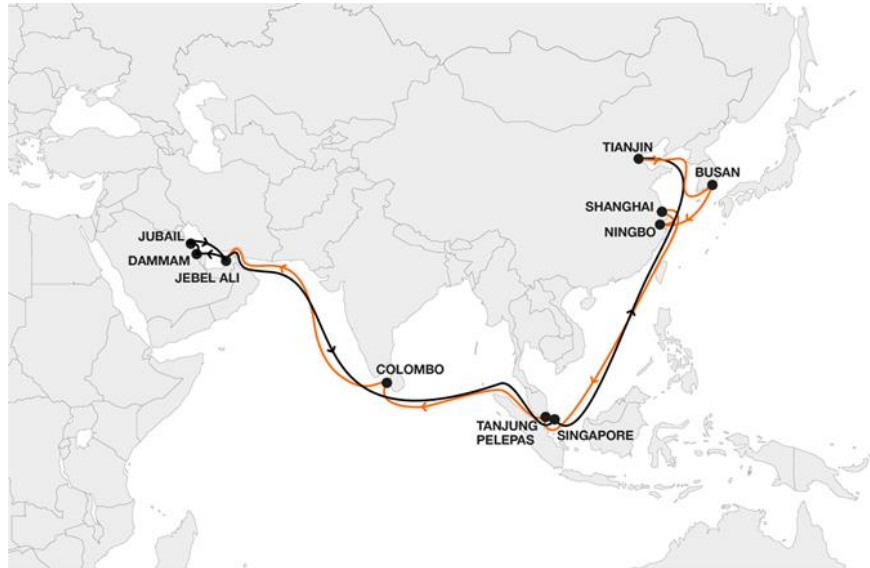 TIANJIN
BUSAN
SHANGHAI
NINGBO
JUBAIL
DAMMAM
JEBEL ALI
COLOMBO
TANJUNG
PELEPAS
SINGAPORE